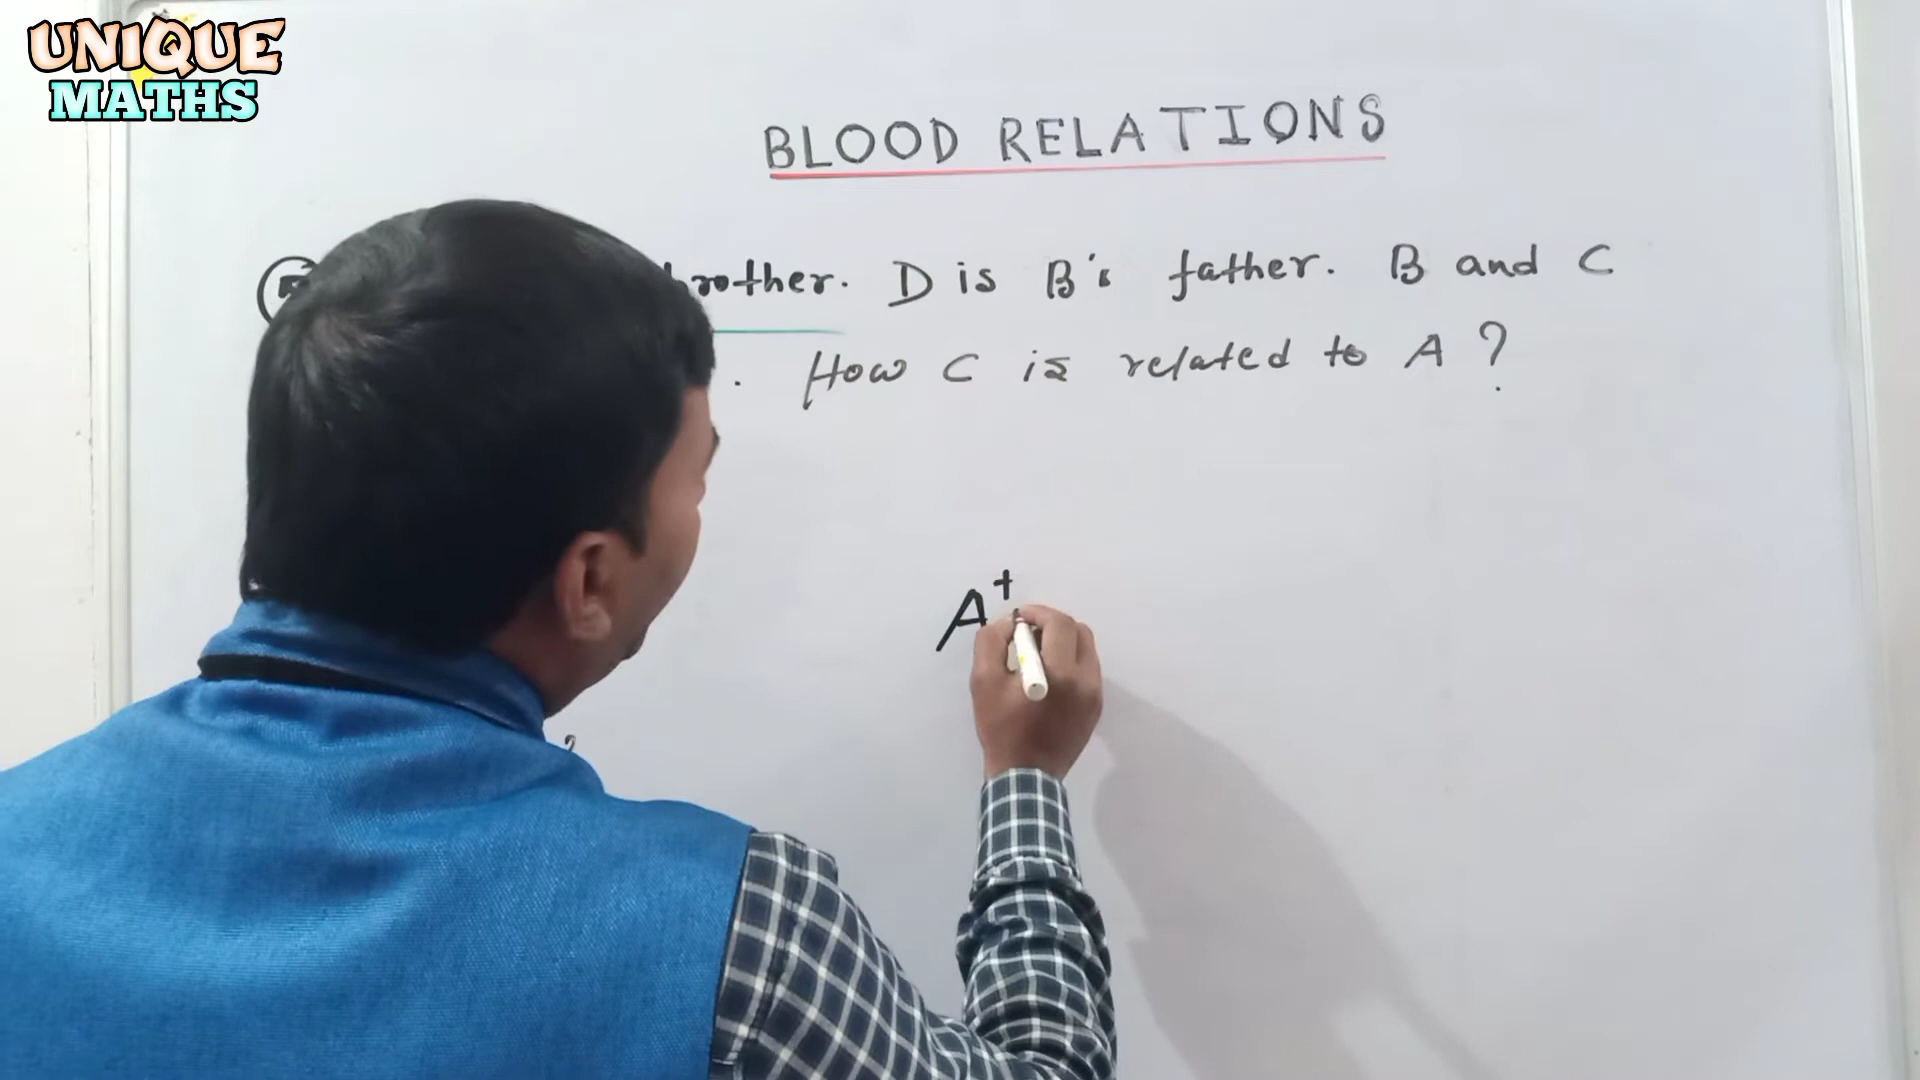 UNIQUE
MATHS
BLOOD RELATIONS
rother. D is B's father. B and C
. How C is related to A ?
A+